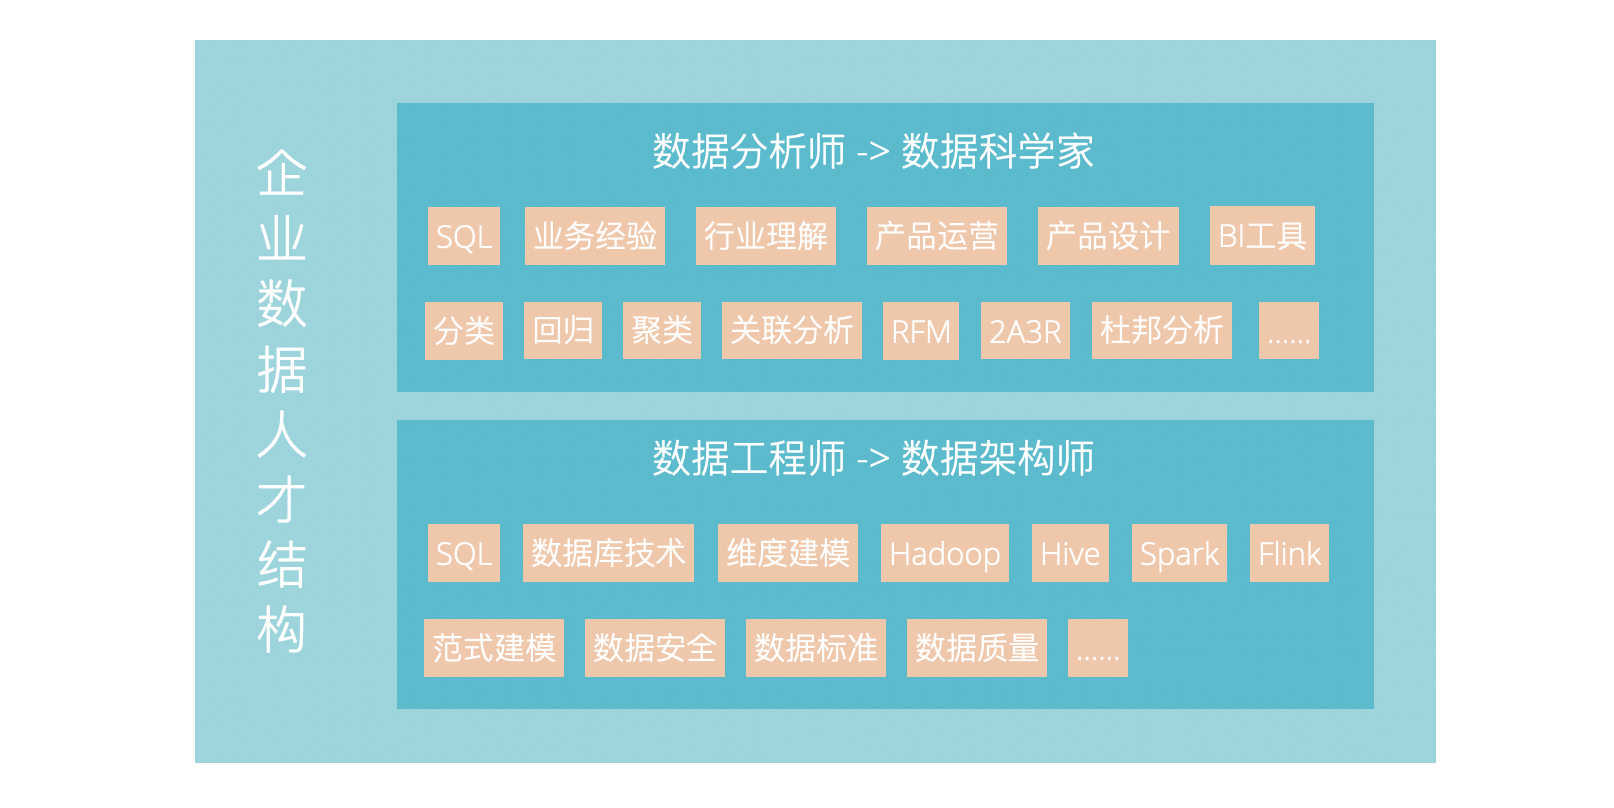 企业数据人才结构
数据分析师 -> 数据科学家
SQL 业务经验 行业理解 产品运营 产品设计 BI工具
分类 回归 聚类 关联分析 RFM 2A3R 杜邦分析 ......
数据工程师 -> 数据架构师
SQL 数据库技术 维度建模 Hadoop Hive Spark Flink
范式建模 数据安全 数据标准 数据质量 ......